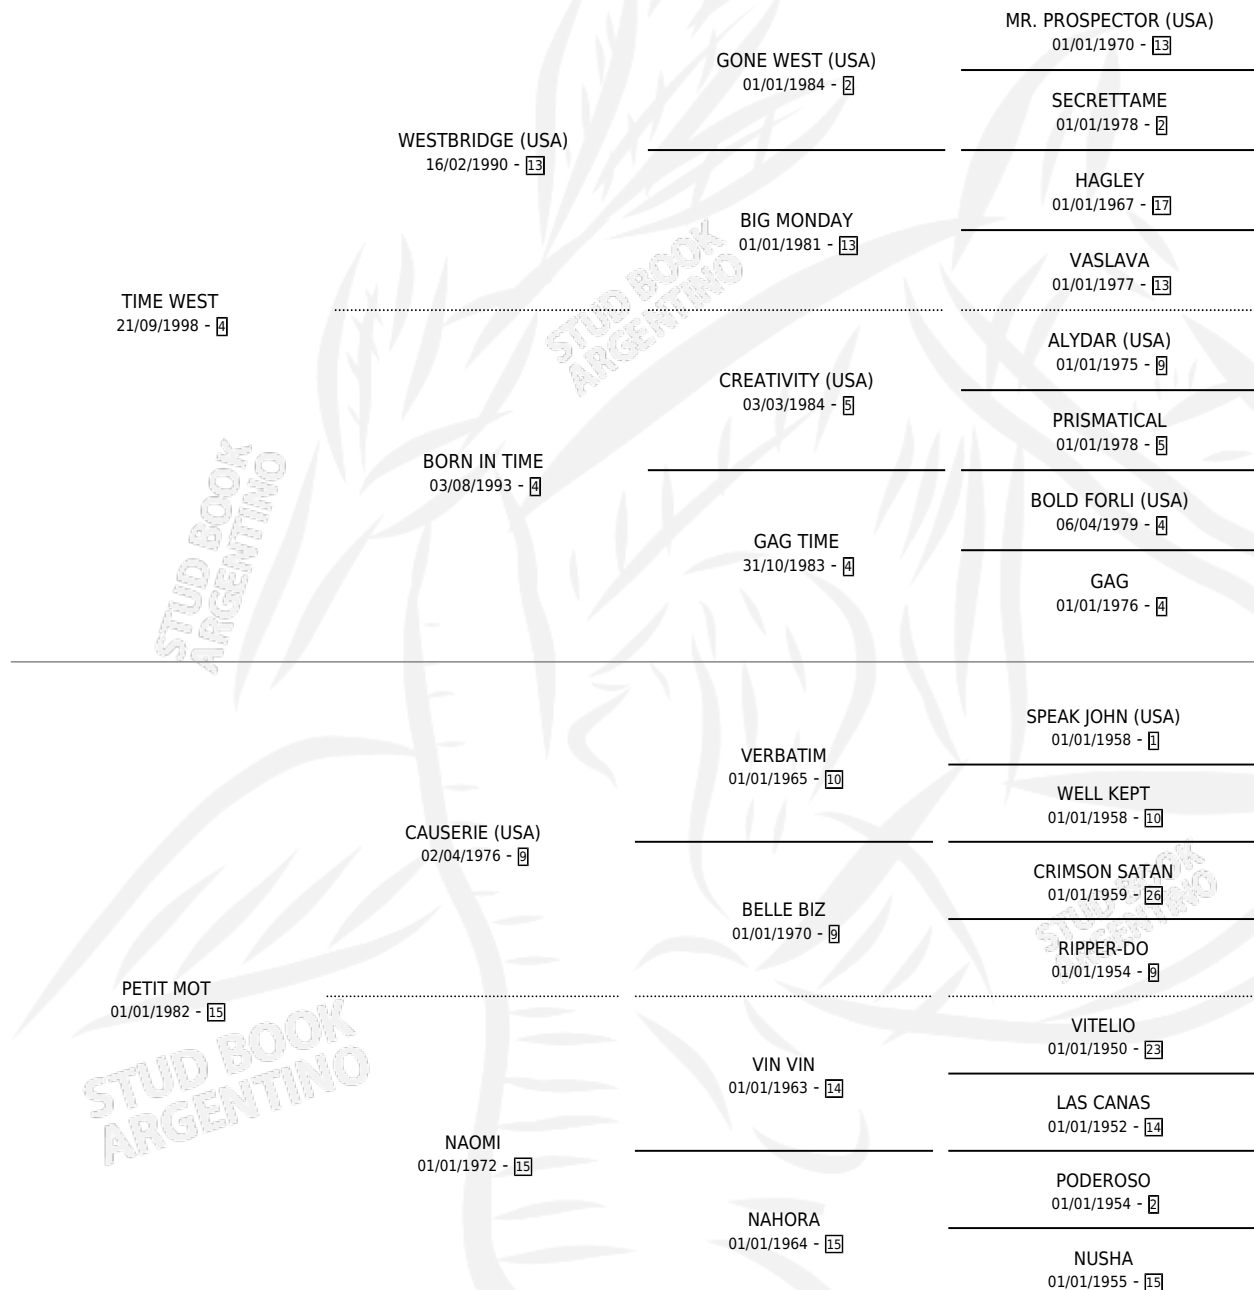 MR. PROSPECTOR (USA)
01/01/1970 - 13
GONE WEST (USA)
01/01/1984 - 2
SECRETTAME
01/01/1978 - 2
WESTBRIDGE (USA)
16/02/1990 - 13
HAGLEY
01/01/1967 - 17
BIG MONDAY
01/01/1981 - 13
VASLAVA
01/01/1977 - 13
TIME WEST
21/09/1998 - 4
ALYDAR (USA)
01/01/1975 - 9
CREATIVITY (USA)
03/03/1984 - 5
PRISMATICAL
01/01/1978 - 5
BORN IN TIME
03/08/1993 - 4
BOLD FORLI (USA)
06/04/1979 - 4
GAG TIME
31/10/1983 - 4
GAG
01/01/1976 - 4
STUD BOOK
ARGENTINO
STUD BOOK
ARGENTINO
SPEAK JOHN (USA)
01/01/1958 - 1
VERBATIM
01/01/1965 - 10
WELL KEPT
01/01/1958 - 10
CAUSERIE (USA)
02/04/1976 - 9
CRIMSON SATAN
01/01/1959 - 26
BELLE BIZ
01/01/1970 - 9
RIPPER-DO
01/01/1954 - 9
STUD BOOK
ARGENTINO
PETIT MOT
01/01/1982 - 15
VITELIO
01/01/1950 - 23
VIN VIN
01/01/1963 - 14
LAS CANAS
01/01/1952 - 14
NAOMI
01/01/1972 - 15
PODEROSO
01/01/1954 - 2
NAHORA
01/01/1964 - 15
NUSHA
01/01/1955 - 15
STUD BOOK
ARGENTINO